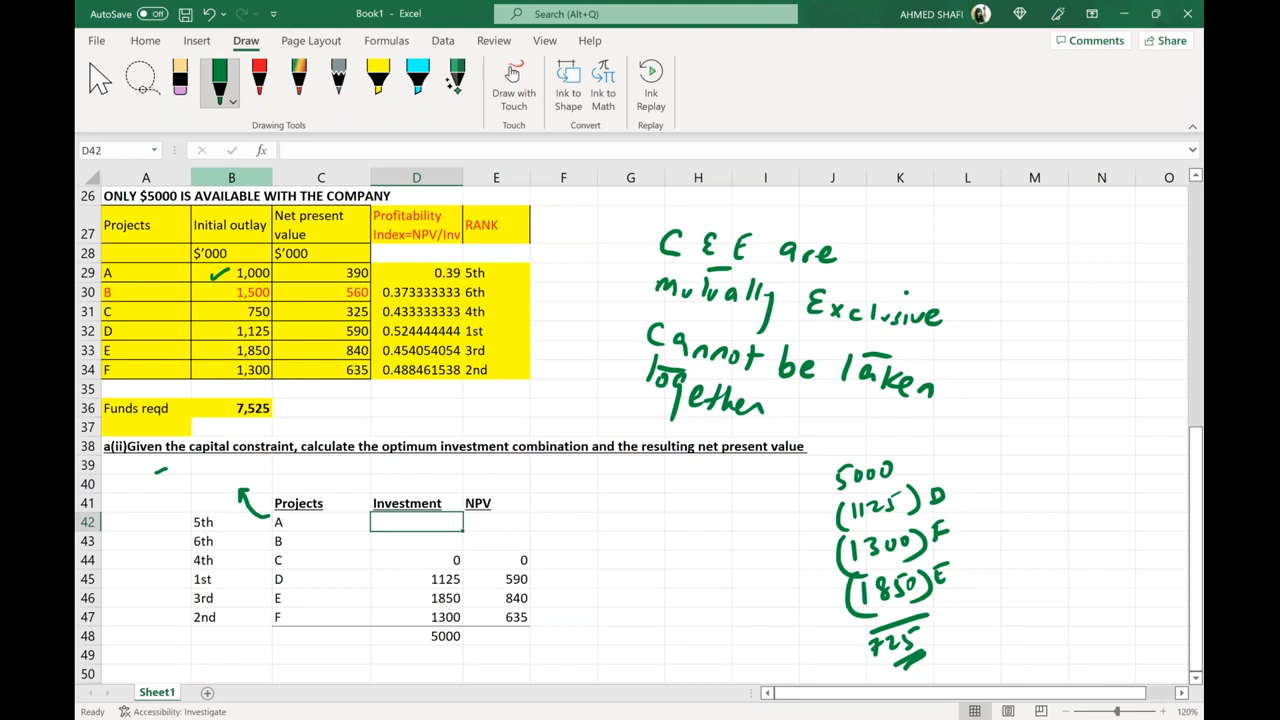 AutoSave Off Book1 - Excel Search (Alt+Q) AHMED SHAFI
File Home Insert Draw Page Layout Formulas Data Review View Help Comments Share
Draw with Touch Ink to Shape Ink to Math Ink Replay
Drawing Tools Touch Convert Replay
D42 fx
A B C D E F G H I J K L M N O
26 ONLY $5000 IS AVAILABLE WITH THE COMPANY
27 Projects Initial outlay Net present value Profitability Index=NPV/Inv RANK
28 $'000 $'000
29 A 1,000 390 0.39 5th
30 B 1,500 560 0.373333333 6th
31 C 750 325 0.433333333 4th
32 D 1,125 590 0.524444444 1st
33 E 1,850 840 0.454054054 3rd
34 F 1,300 635 0.488461538 2nd
35
36 Funds reqd 7,525
37
38 a(ii)Given the capital constraint, calculate the optimum investment combination and the resulting net present value
39
40
41 Projects Investment NPV
42 5th A
43 6th B
44 4th C 0 0
45 1st D 1125 590
46 3rd E 1850 840
47 2nd F 1300 635
48 5000
49
50
C & E are
mutually Exclusive
Cannot be Taken
Together
5000
(1125) D
(1300) F
(1850) E
725
Sheet1
Ready Accessibility: Investigate 120%